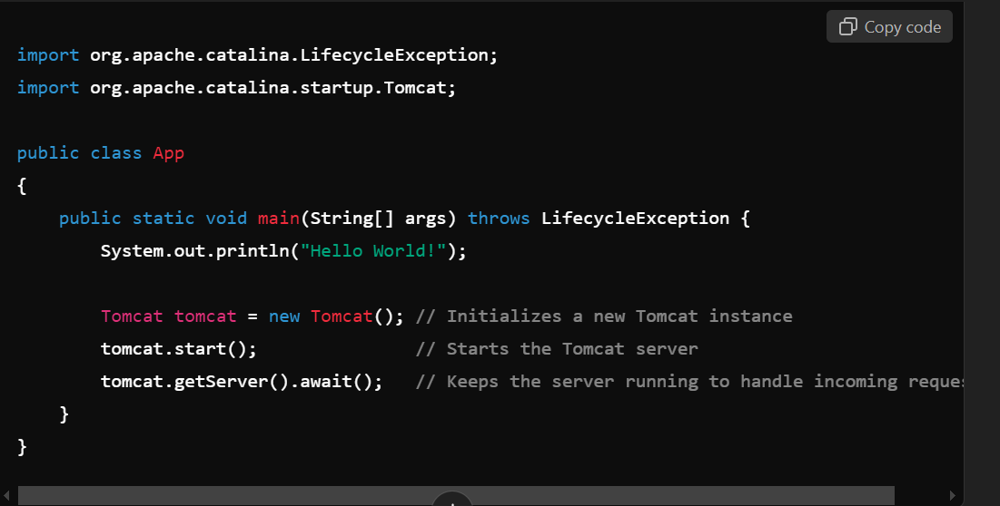 Copy code
import org.apache.catalina.LifecycleException;
import org.apache.catalina.startup.Tomcat;
public class App
{
public static void main(String[] args) throws LifecycleException {
System.out.println("Hello World!");
Tomcat tomcat = new Tomcat(); // Initializes a new Tomcat instance
tomcat.start(); // Starts the Tomcat server
tomcat.getServer().await(); // Keeps the server running to handle incoming
}
}